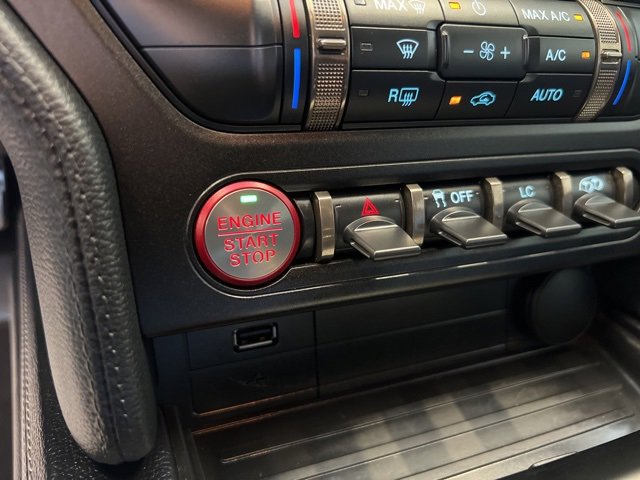 MAX
MAX A/C
A/C
R
AUTO
ENGINE
START
STOP
OFF
LC